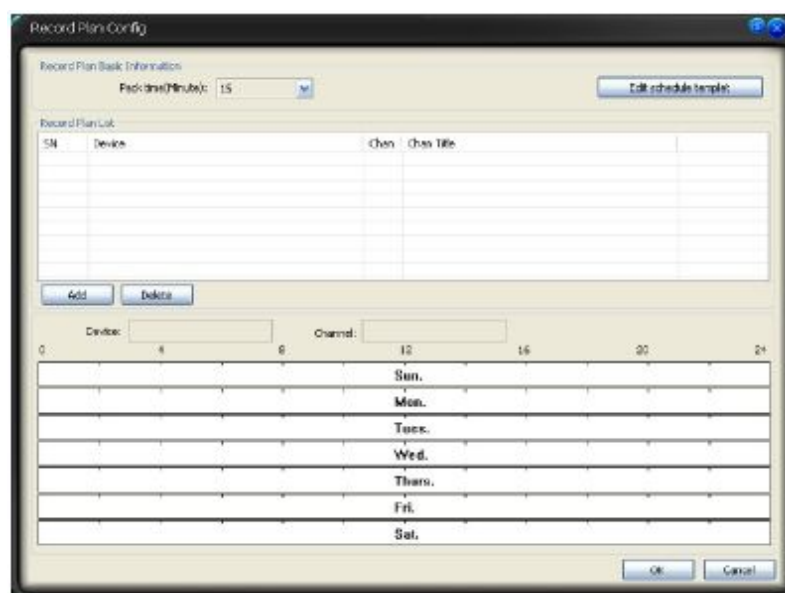 Record Plan Config
Record Plan Basic Information
Pack time(Minute): 15
Edit schedule templet
Record Plan List
SN Device Chan Chan Title
Add Delete
Device: Channel:
0 4 8 12 16 20 24
Sun.
Mon.
Tues.
Wed.
Thurs.
Fri.
Sat.
OK Cancel